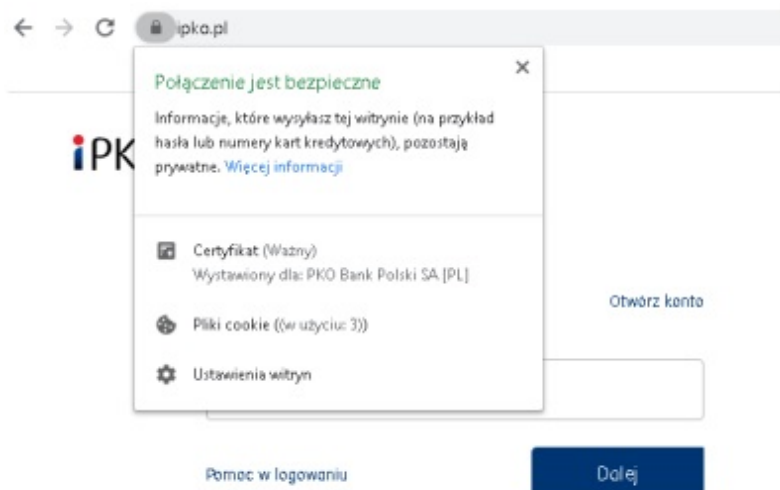 ipko.pl
Połączenie jest bezpieczne
Informacje, które wysyłasz tej witrynie (na przykład
hasła lub numery kart kredytowych), pozostają
prywatne. Więcej informacji
iPK
Certyfikat (Ważny)
Wystawiony dla: PKO Bank Polski SA [PL]
Otwórz konto
Pliki cookie ((w użyciu: 3))
Ustawienia witryn
Pomoc w logowaniu
Dalej